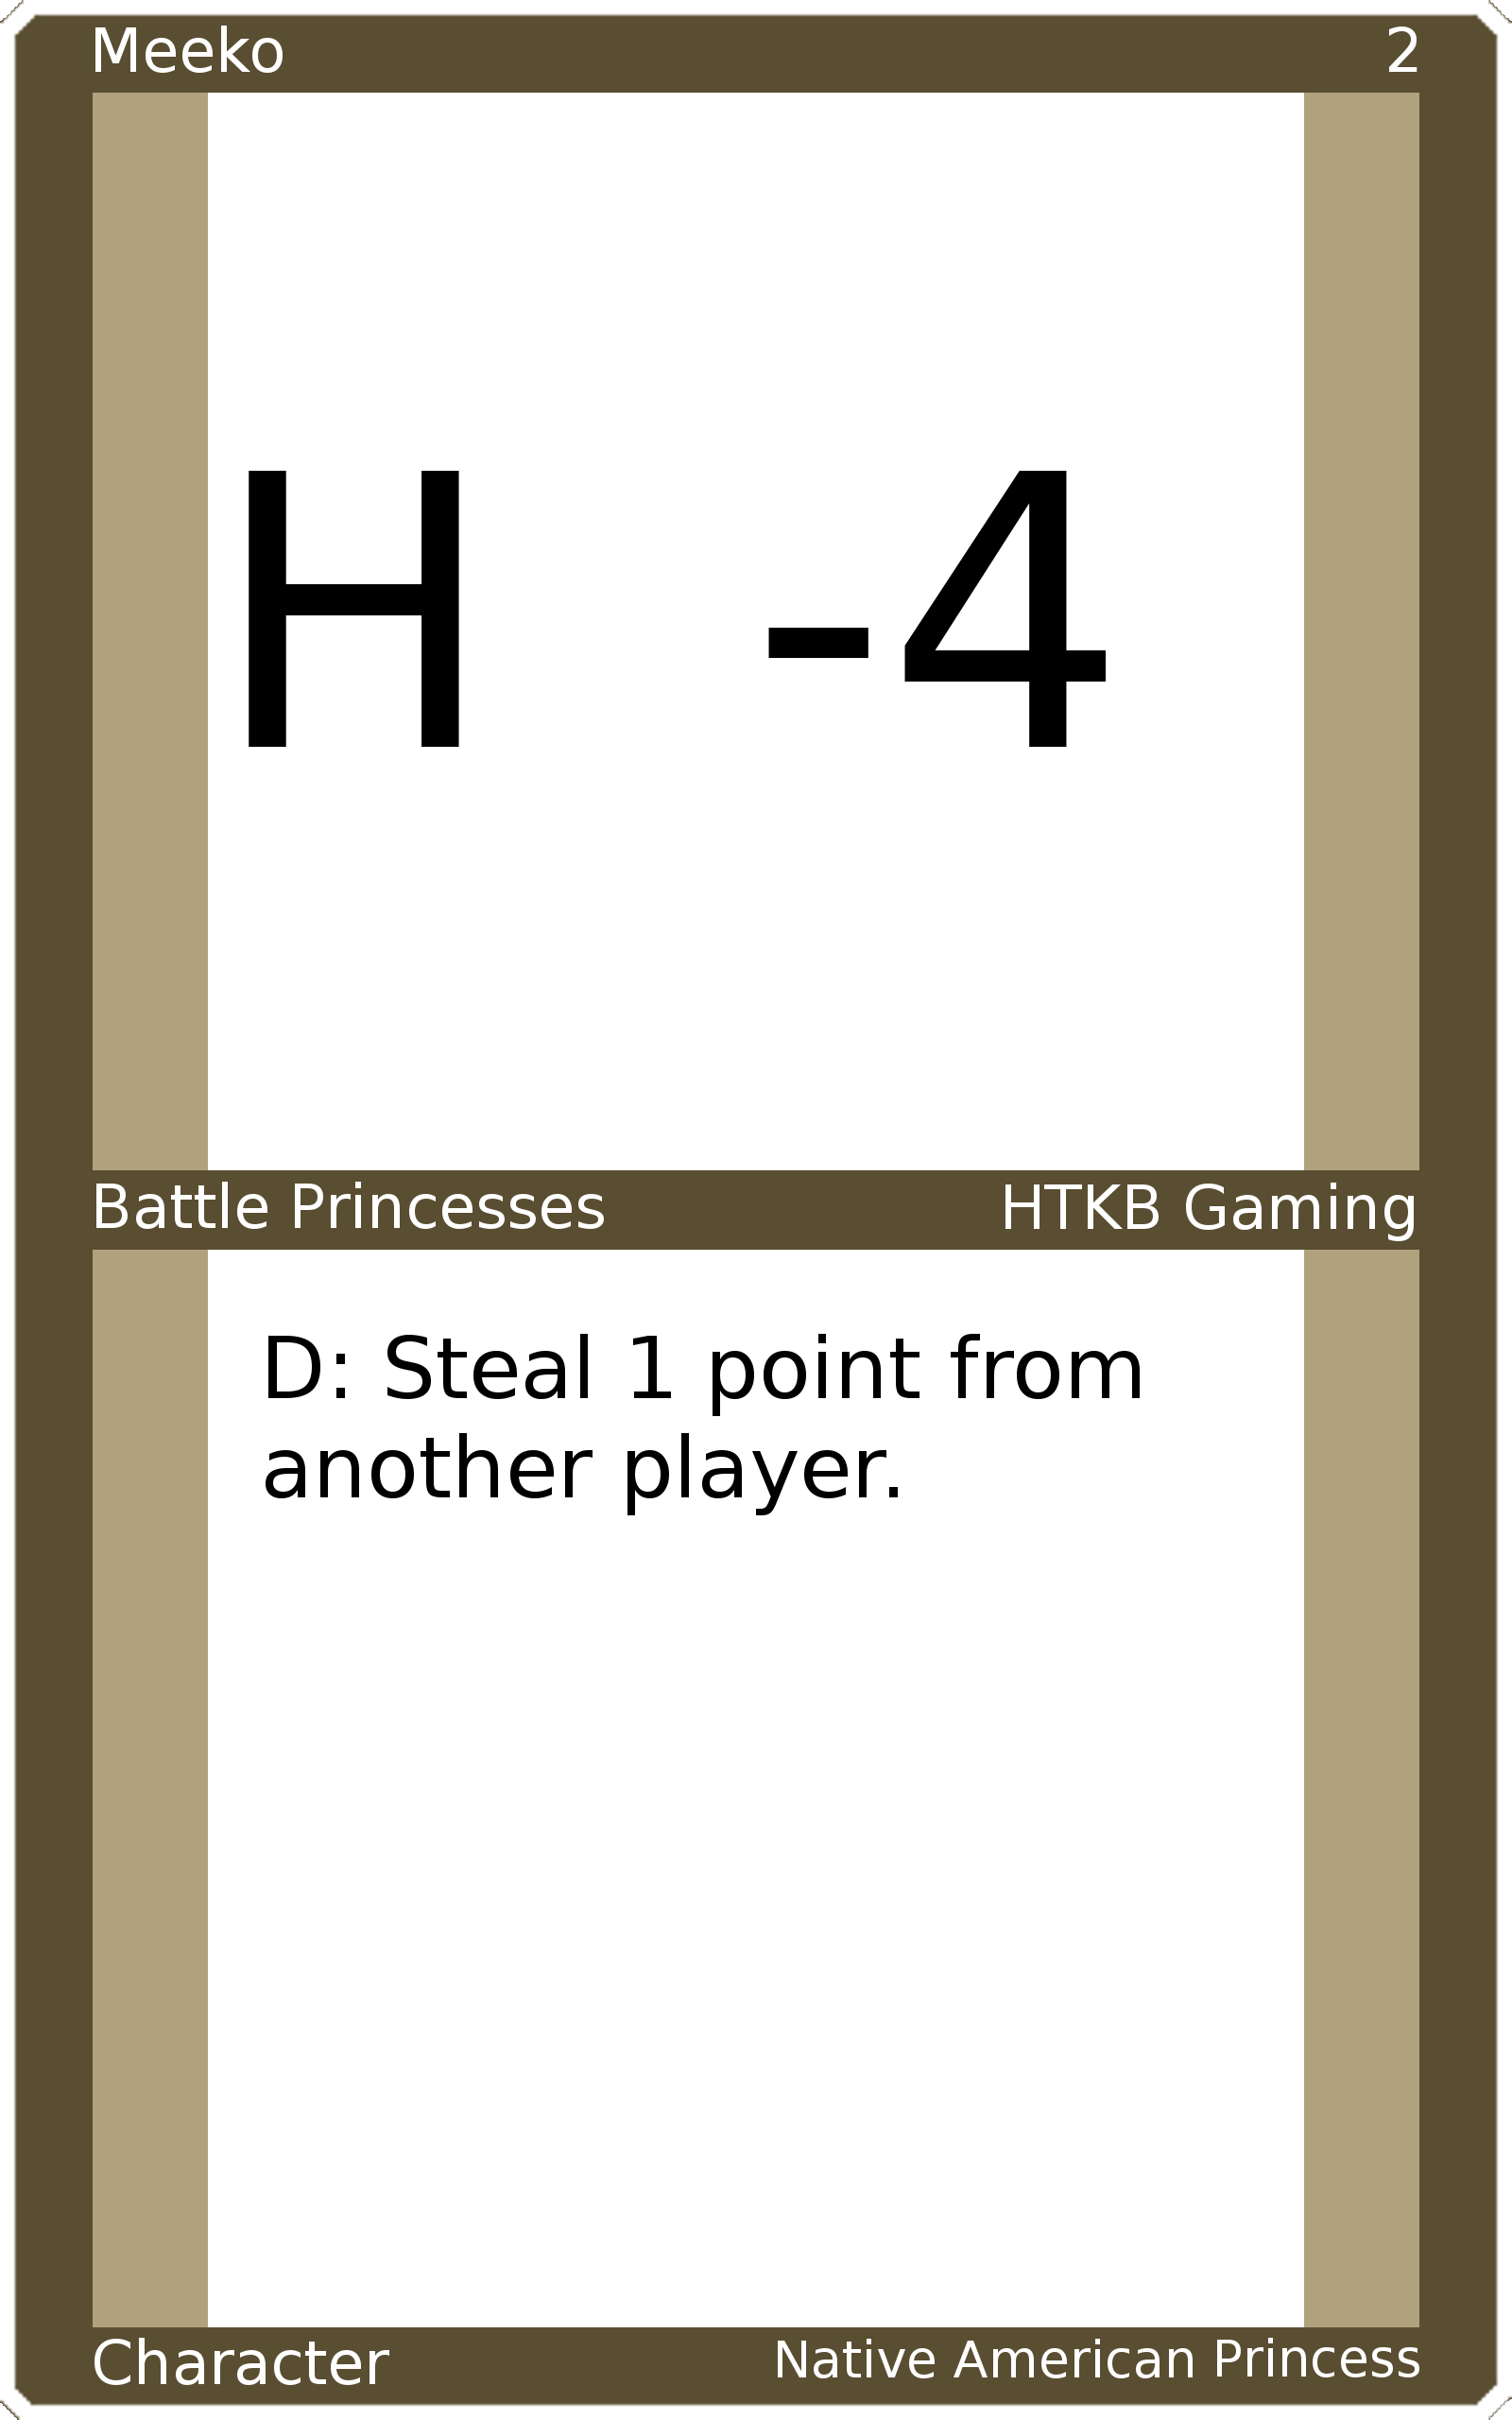 Meeko 2
H -4
Battle Princesses HTKB Gaming
D: Steal 1 point from
another player.
Character Native American Princess